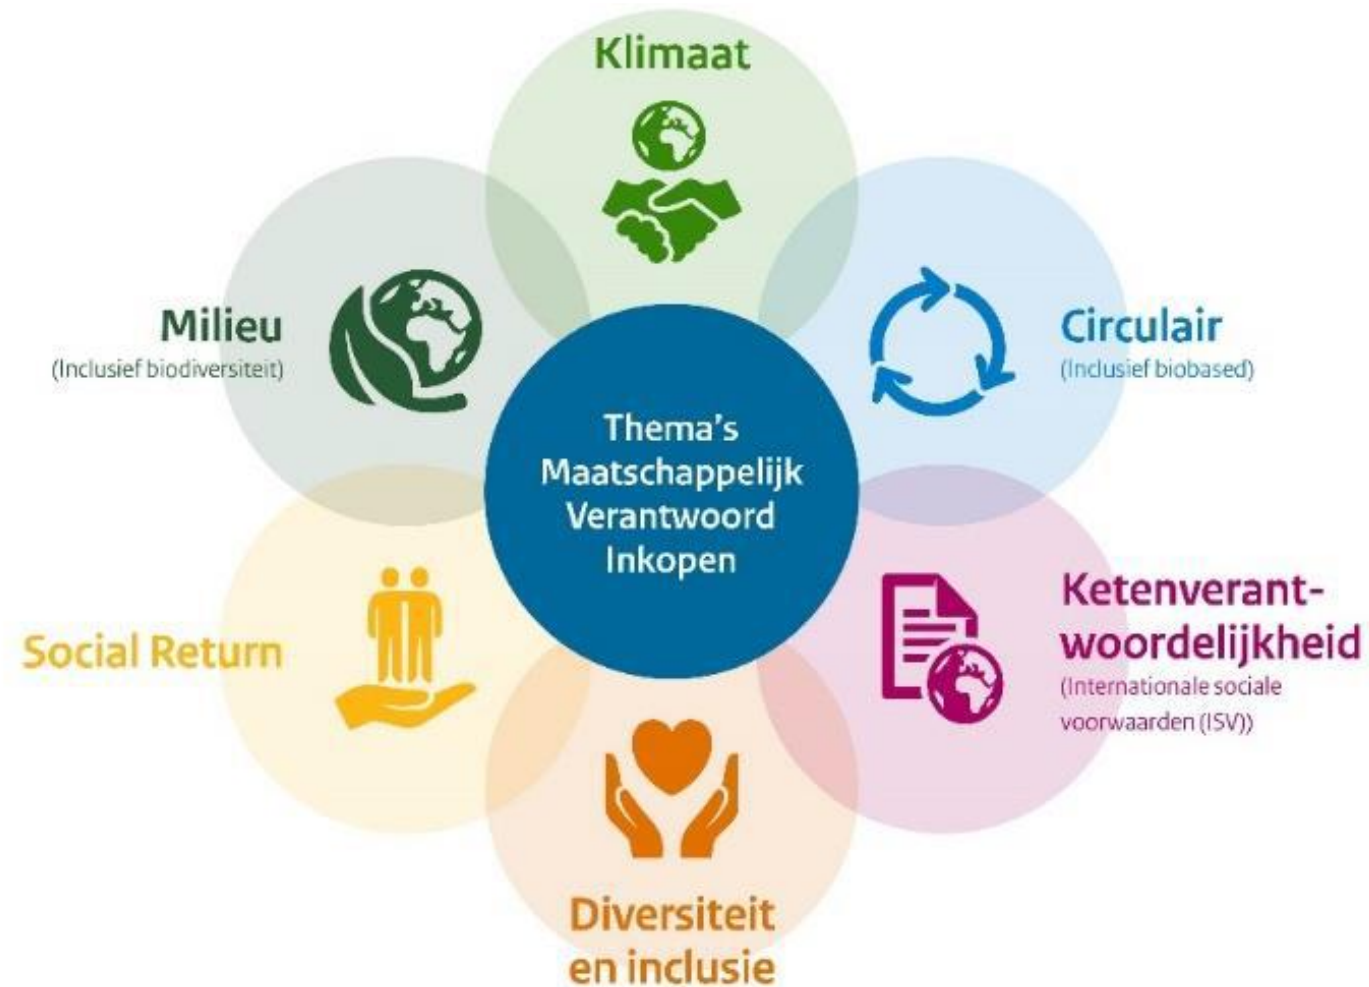 Klimaat
Milieu
(Inclusief biodiversiteit)
Circulair
(Inclusief biobased)
Thema's
Maatschappelijk
Verantwoord
Inkopen
Social Return
Ketenverant-
woordelijkheid
(Internationale sociale
voorwaarden (ISV))
Diversiteit
en inclusie